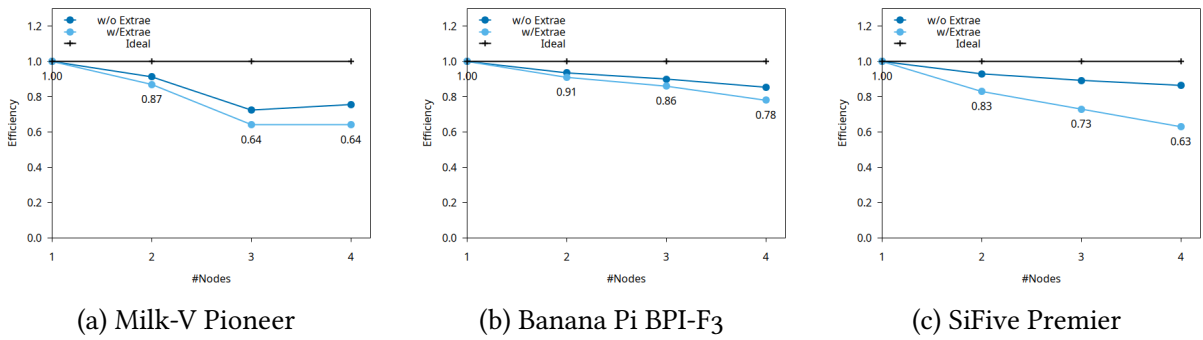 1.2
1.0
0.8
0.6
0.4
0.2
0.0
Efficiency
w/o Extrae
w/Extrae
Ideal
1.00
0.87
0.64
0.64
1 2 3 4
#Nodes
(a) Milk-V Pioneer
1.2
1.0
0.8
0.6
0.4
0.2
0.0
Efficiency
w/o Extrae
w/Extrae
Ideal
1.00
0.91
0.86
0.78
1 2 3 4
#Nodes
(b) Banana Pi BPI-F3
1.2
1.0
0.8
0.6
0.4
0.2
0.0
Efficiency
w/o Extrae
w/Extrae
Ideal
1.00
0.83
0.73
0.63
1 2 3 4
#Nodes
(c) SiFive Premier